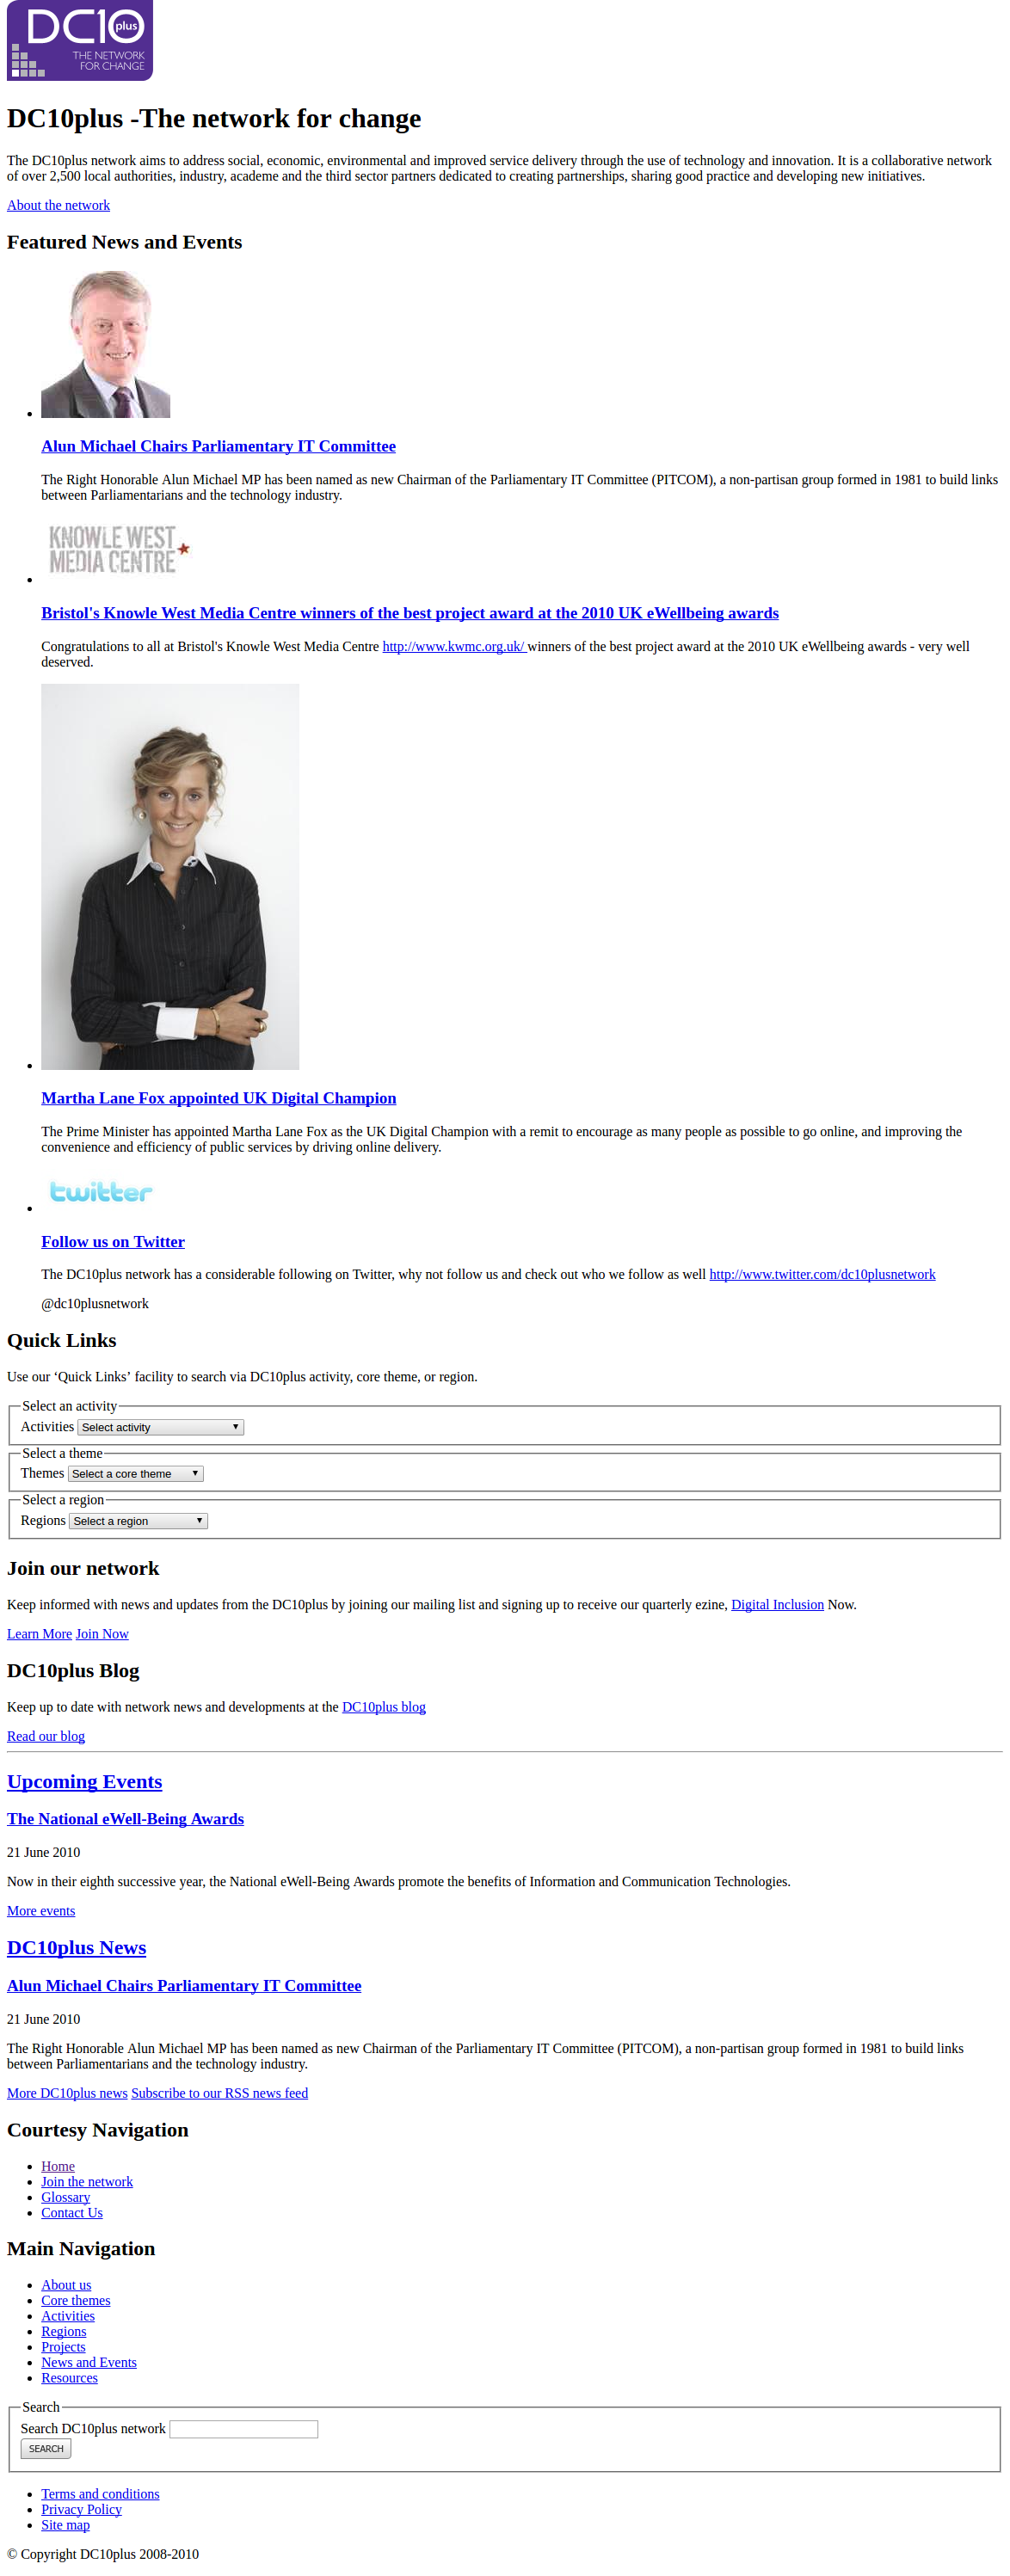 DC10 plus
THE NETWORK
FOR CHANGE
DC10plus -The network for change
The DC10plus network aims to address social, economic, environmental and improved service delivery through the use of technology and innovation. It is a collaborative network
of over 2,500 local authorities, industry, academe and the third sector partners dedicated to creating partnerships, sharing good practice and developing new initiatives.
About the network
Featured News and Events
Alun Michael Chairs Parliamentary IT Committee
The Right Honorable Alun Michael MP has been named as new Chairman of the Parliamentary IT Committee (PITCOM), a non-partisan group formed in 1981 to build links
between Parliamentarians and the technology industry.
KNOWLE WEST
MEDIA CENTRE
Bristol's Knowle West Media Centre winners of the best project award at the 2010 UK eWellbeing awards
Congratulations to all at Bristol's Knowle West Media Centre http://www.kwmc.org.uk/ winners of the best project award at the 2010 UK eWellbeing awards - very well
deserved.
Martha Lane Fox appointed UK Digital Champion
The Prime Minister has appointed Martha Lane Fox as the UK Digital Champion with a remit to encourage as many people as possible to go online, and improving the
convenience and efficiency of public services by driving online delivery.
twitter
Follow us on Twitter
The DC10plus network has a considerable following on Twitter, why not follow us and check out who we follow as well http://www.twitter.com/dc10plusnetwork
@dc10plusnetwork
Quick Links
Use our ‘Quick Links’ facility to search via DC10plus activity, core theme, or region.
Select an activity
Activities Select activity
Select a theme
Themes Select a core theme
Select a region
Regions Select a region
Join our network
Keep informed with news and updates from the DC10plus by joining our mailing list and signing up to receive our quarterly ezine, Digital Inclusion Now.
Learn More Join Now
DC10plus Blog
Keep up to date with network news and developments at the DC10plus blog
Read our blog
Upcoming Events
The National eWell-Being Awards
21 June 2010
Now in their eighth successive year, the National eWell-Being Awards promote the benefits of Information and Communication Technologies.
More events
DC10plus News
Alun Michael Chairs Parliamentary IT Committee
21 June 2010
The Right Honorable Alun Michael MP has been named as new Chairman of the Parliamentary IT Committee (PITCOM), a non-partisan group formed in 1981 to build links
between Parliamentarians and the technology industry.
More DC10plus news Subscribe to our RSS news feed
Courtesy Navigation
Home
Join the network
Glossary
Contact Us
Main Navigation
About us
Core themes
Activities
Regions
Projects
News and Events
Resources
Search
Search DC10plus network
SEARCH
Terms and conditions
Privacy Policy
Site map
© Copyright DC10plus 2008-2010